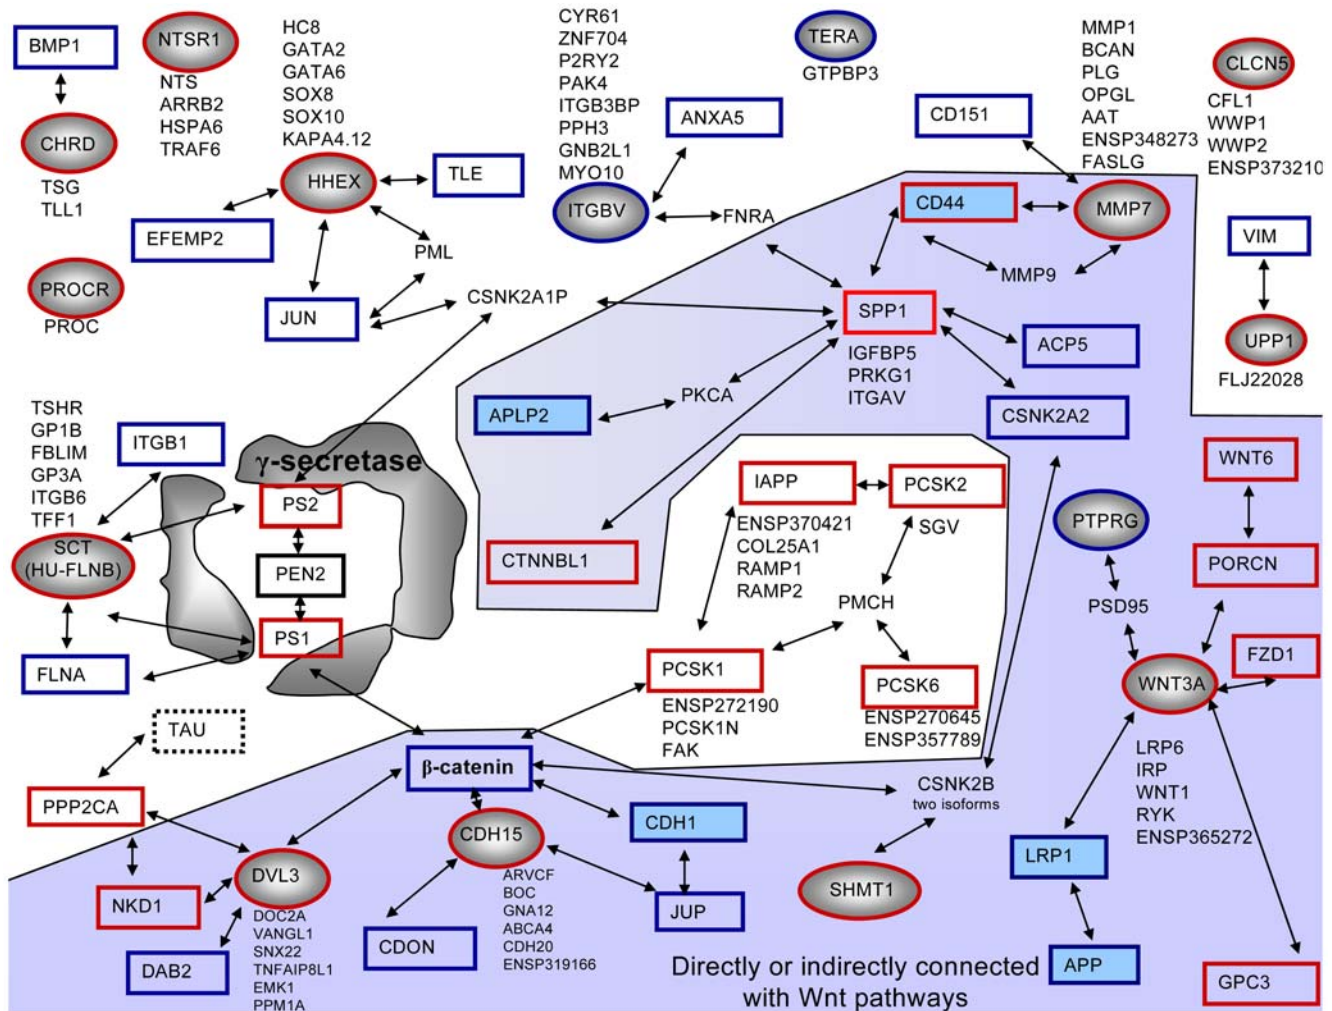 BMP1
CHRD
TSG
TLL1
NTSR1
NTS
ARRB2
HSPA6
TRAF6
HC8
GATA2
GATA6
SOX8
SOX10
KAPA4.12
HHEX
TLE
EFEMP2
PML
JUN
PROCR
PROC
CSNK2A1P
CYR61
ZNF704
P2RY2
PAK4
ITGB3BP
PPH3
GNB2L1
MYO10
ITGBV
ANXA5
FNRA
TERA
GTPBP3
CD151
MMP1
BCAN
PLG
OPGL
AAT
ENSP348273
FASLG
MMP7
CD44
MMP9
CLCN5
CFL1
WWP1
WWP2
ENSP373210
VIM
UPP1
FLJ22028
SPP1
IGFBP5
PRKG1
ITGAV
ACP5
CSNK2A2
PKCA
APLP2
CTNNBL1
TSHR
GP1B
FBLIM
GP3A
ITGB6
TFF1
SCT
(HU-FLNB)
ITGB1
FLNA
γ-secretase
PS2
PEN2
PS1
IAPP
ENSP370421
COL25A1
RAMP1
RAMP2
PCSK2
SGV
PMCH
PCSK1
ENSP272190
PCSK1N
FAK
PCSK6
ENSP270645
ENSP357789
WNT6
PORCN
PTPRG
PSD95
WNT3A
FZD1
LRP6
IRP
WNT1
RYK
ENSP365272
LRP1
APP
GPC3
TAU
PPP2CA
NKD1
DAB2
DVL3
DOC2A
VANGL1
SNX22
TNFAIP8L1
EMK1
PPM1A
β-catenin
CDH15
ARVCF
BOC
GNA12
ABCA4
CDH20
ENSP319166
CDON
CDH1
JUP
CSNK2B
two isoforms
SHMT1
Directly or indirectly connected
with Wnt pathways